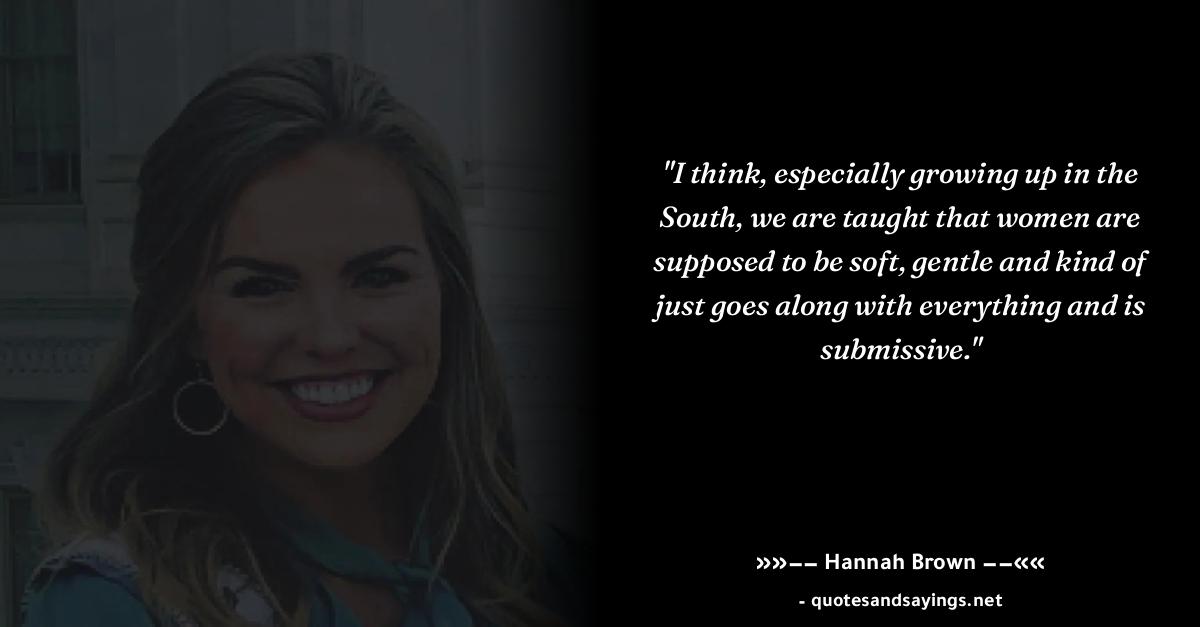 "I think, especially growing up in the
South, we are taught that women are
supposed to be soft, gentle and kind of
just goes along with everything and is
submissive."
»»−− Hannah Brown −−««
- quotesandsayings.net